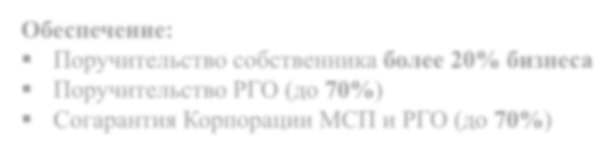 Обеспечение:
▪ Поручительство собственника более 20% бизнеса
▪ Поручительство РГО (до 70%)
▪ Согарантия Корпорации МСП и РГО (до 70%)